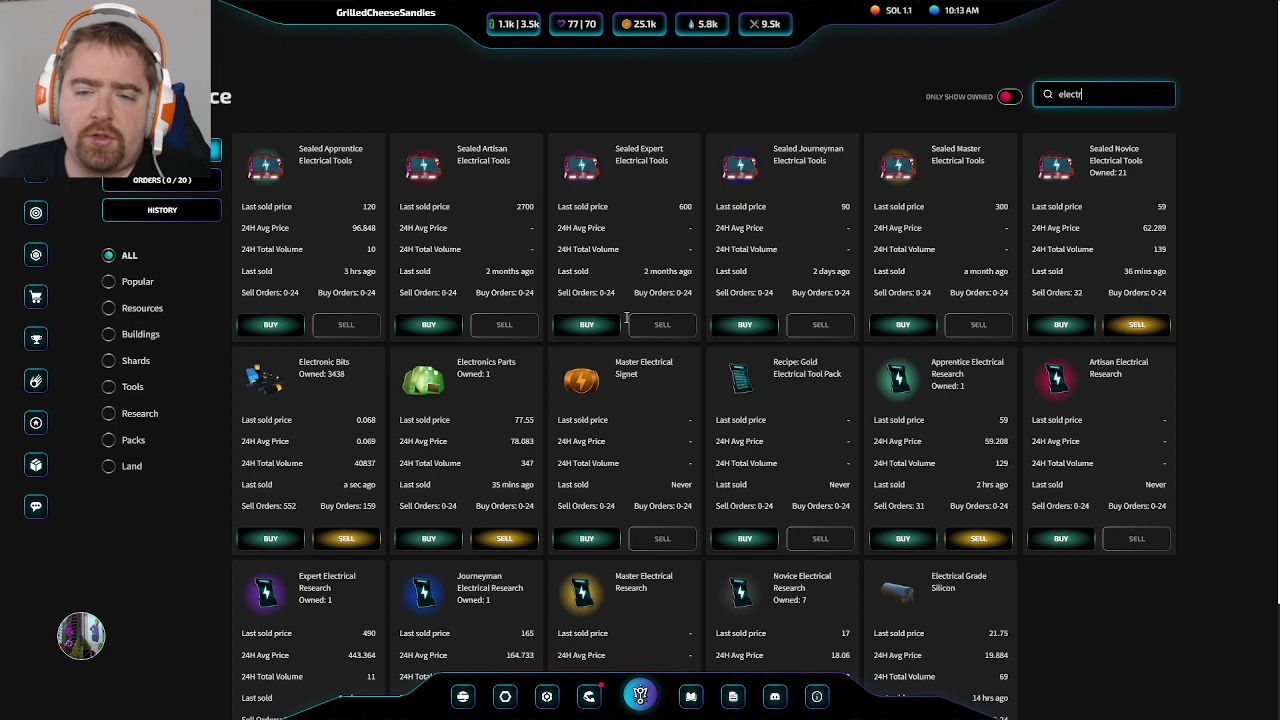 GrilledCheeseSandies
1.1k | 3.5k
77 | 70
25.1k
5.8k
9.5k
SOL 1.1
10:13 AM
ce
ONLY SHOW OWNED
electr
ORDERS ( 0 / 20 )
HISTORY
ALL
Popular
Resources
Buildings
Shards
Tools
Research
Packs
Land
Sealed Apprentice
Electrical Tools
Last sold price 120
24H Avg Price 96.848
24H Total Volume 10
Last sold 3 hrs ago
Sell Orders: 0-24 Buy Orders: 0-24
BUY SELL
Sealed Artisan
Electrical Tools
Last sold price 2700
24H Avg Price -
24H Total Volume -
Last sold 2 months ago
Sell Orders: 0-24 Buy Orders: 0-24
BUY SELL
Sealed Expert
Electrical Tools
Last sold price 600
24H Avg Price -
24H Total Volume -
Last sold 2 months ago
Sell Orders: 0-24 Buy Orders: 0-24
BUY SELL
Sealed Journeyman
Electrical Tools
Last sold price 90
24H Avg Price -
24H Total Volume -
Last sold 2 days ago
Sell Orders: 0-24 Buy Orders: 0-24
BUY SELL
Sealed Master
Electrical Tools
Last sold price 300
24H Avg Price -
24H Total Volume -
Last sold a month ago
Sell Orders: 0-24 Buy Orders: 0-24
BUY SELL
Sealed Novice
Electrical Tools
Owned: 21
Last sold price 59
24H Avg Price 62.289
24H Total Volume 139
Last sold 36 mins ago
Sell Orders: 32 Buy Orders: 0-24
BUY SELL
Electronic Bits
Owned: 3438
Last sold price 0.068
24H Avg Price 0.069
24H Total Volume 40837
Last sold a sec ago
Sell Orders: 552 Buy Orders: 159
BUY SELL
Electronics Parts
Owned: 1
Last sold price 77.55
24H Avg Price 78.083
24H Total Volume 347
Last sold 35 mins ago
Sell Orders: 0-24 Buy Orders: 0-24
BUY SELL
Master Electrical
Signet
Last sold price -
24H Avg Price -
24H Total Volume -
Last sold Never
Sell Orders: 0-24 Buy Orders: 0-24
BUY SELL
Recipe: Gold
Electrical Tool Pack
Last sold price -
24H Avg Price -
24H Total Volume -
Last sold Never
Sell Orders: 0-24 Buy Orders: 0-24
BUY SELL
Apprentice Electrical
Research
Owned: 1
Last sold price 59
24H Avg Price 59.208
24H Total Volume 129
Last sold 2 hrs ago
Sell Orders: 31 Buy Orders: 0-24
BUY SELL
Artisan Electrical
Research
Last sold price -
24H Avg Price -
24H Total Volume -
Last sold Never
Sell Orders: 0-24 Buy Orders: 0-24
BUY SELL
Expert Electrical
Research
Owned: 1
Last sold price 490
24H Avg Price 443.364
24H Total Volume 11
Last sold
Journeyman
Electrical Research
Owned: 1
Last sold price 165
24H Avg Price 164.733
24H Total Volume
Master Electrical
Research
Last sold price -
24H Avg Price -
Novice Electrical
Research
Owned: 7
Last sold price 17
24H Avg Price 18.06
Electrical Grade
Silicon
Last sold price 21.75
24H Avg Price 19.884
24H Total Volume 69
14 hrs ago